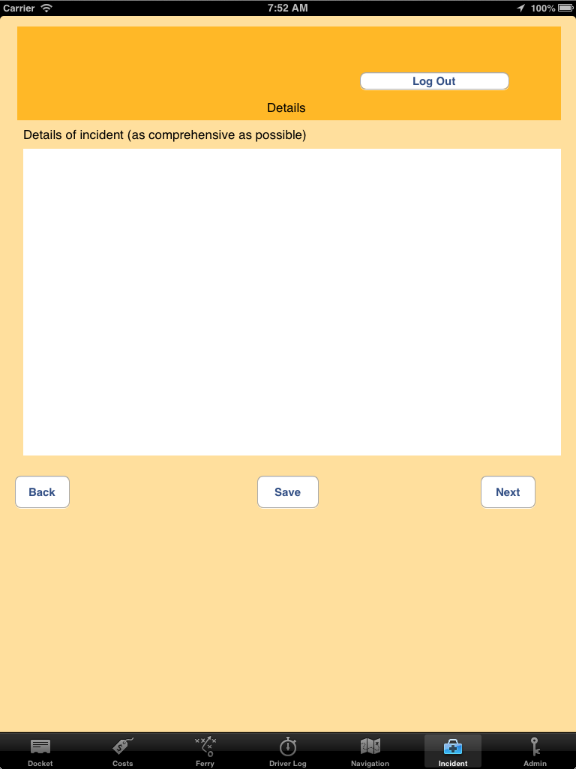 Carrier 7:52 AM 100%
Log Out
Details
Details of incident (as comprehensive as possible)
Back Save Next
Docket Costs Ferry Driver Log Navigation Incident Admin